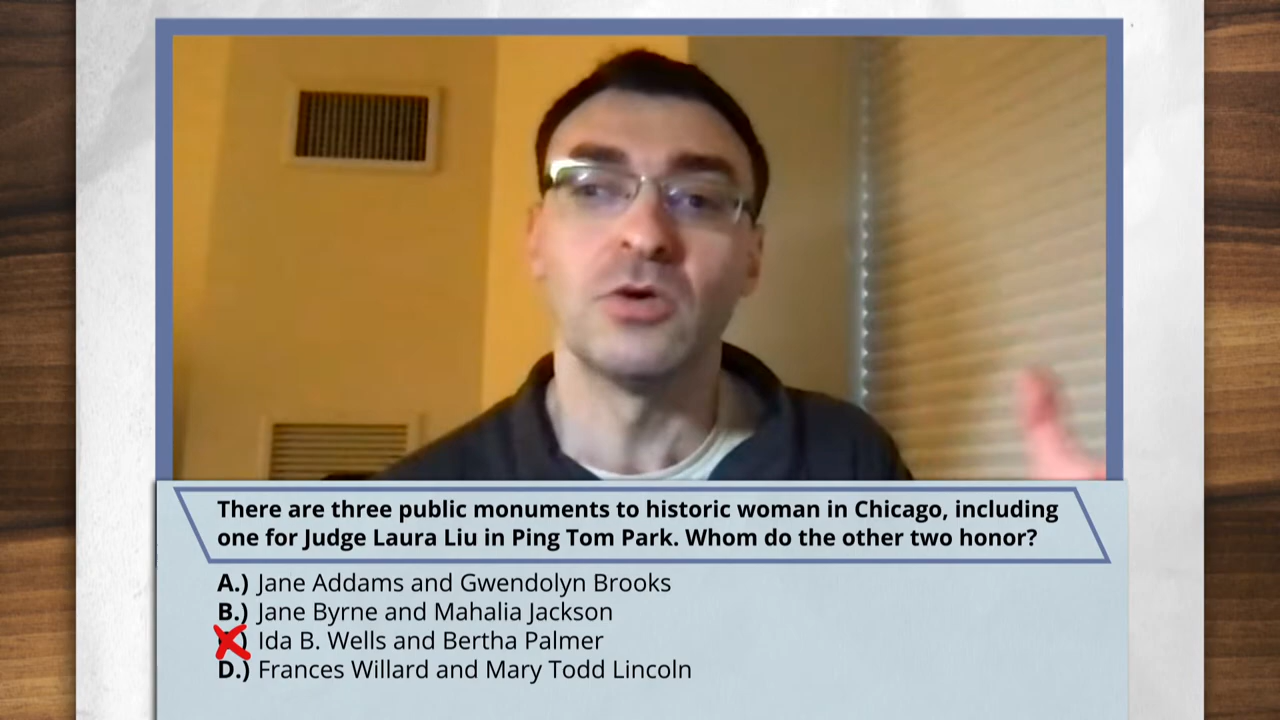 There are three public monuments to historic woman in Chicago, including
one for Judge Laura Liu in Ping Tom Park. Whom do the other two honor?
A.) Jane Addams and Gwendolyn Brooks
B.) Jane Byrne and Mahalia Jackson
) Ida B. Wells and Bertha Palmer
D.) Frances Willard and Mary Todd Lincoln